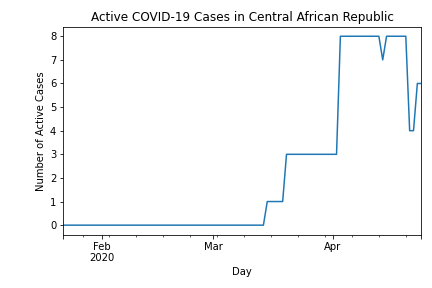 Active COVID-19 Cases in Central African Republic
8
7
6
5
4
3
2
1
0
Number of Active Cases
Feb
2020
Mar
Apr
Day